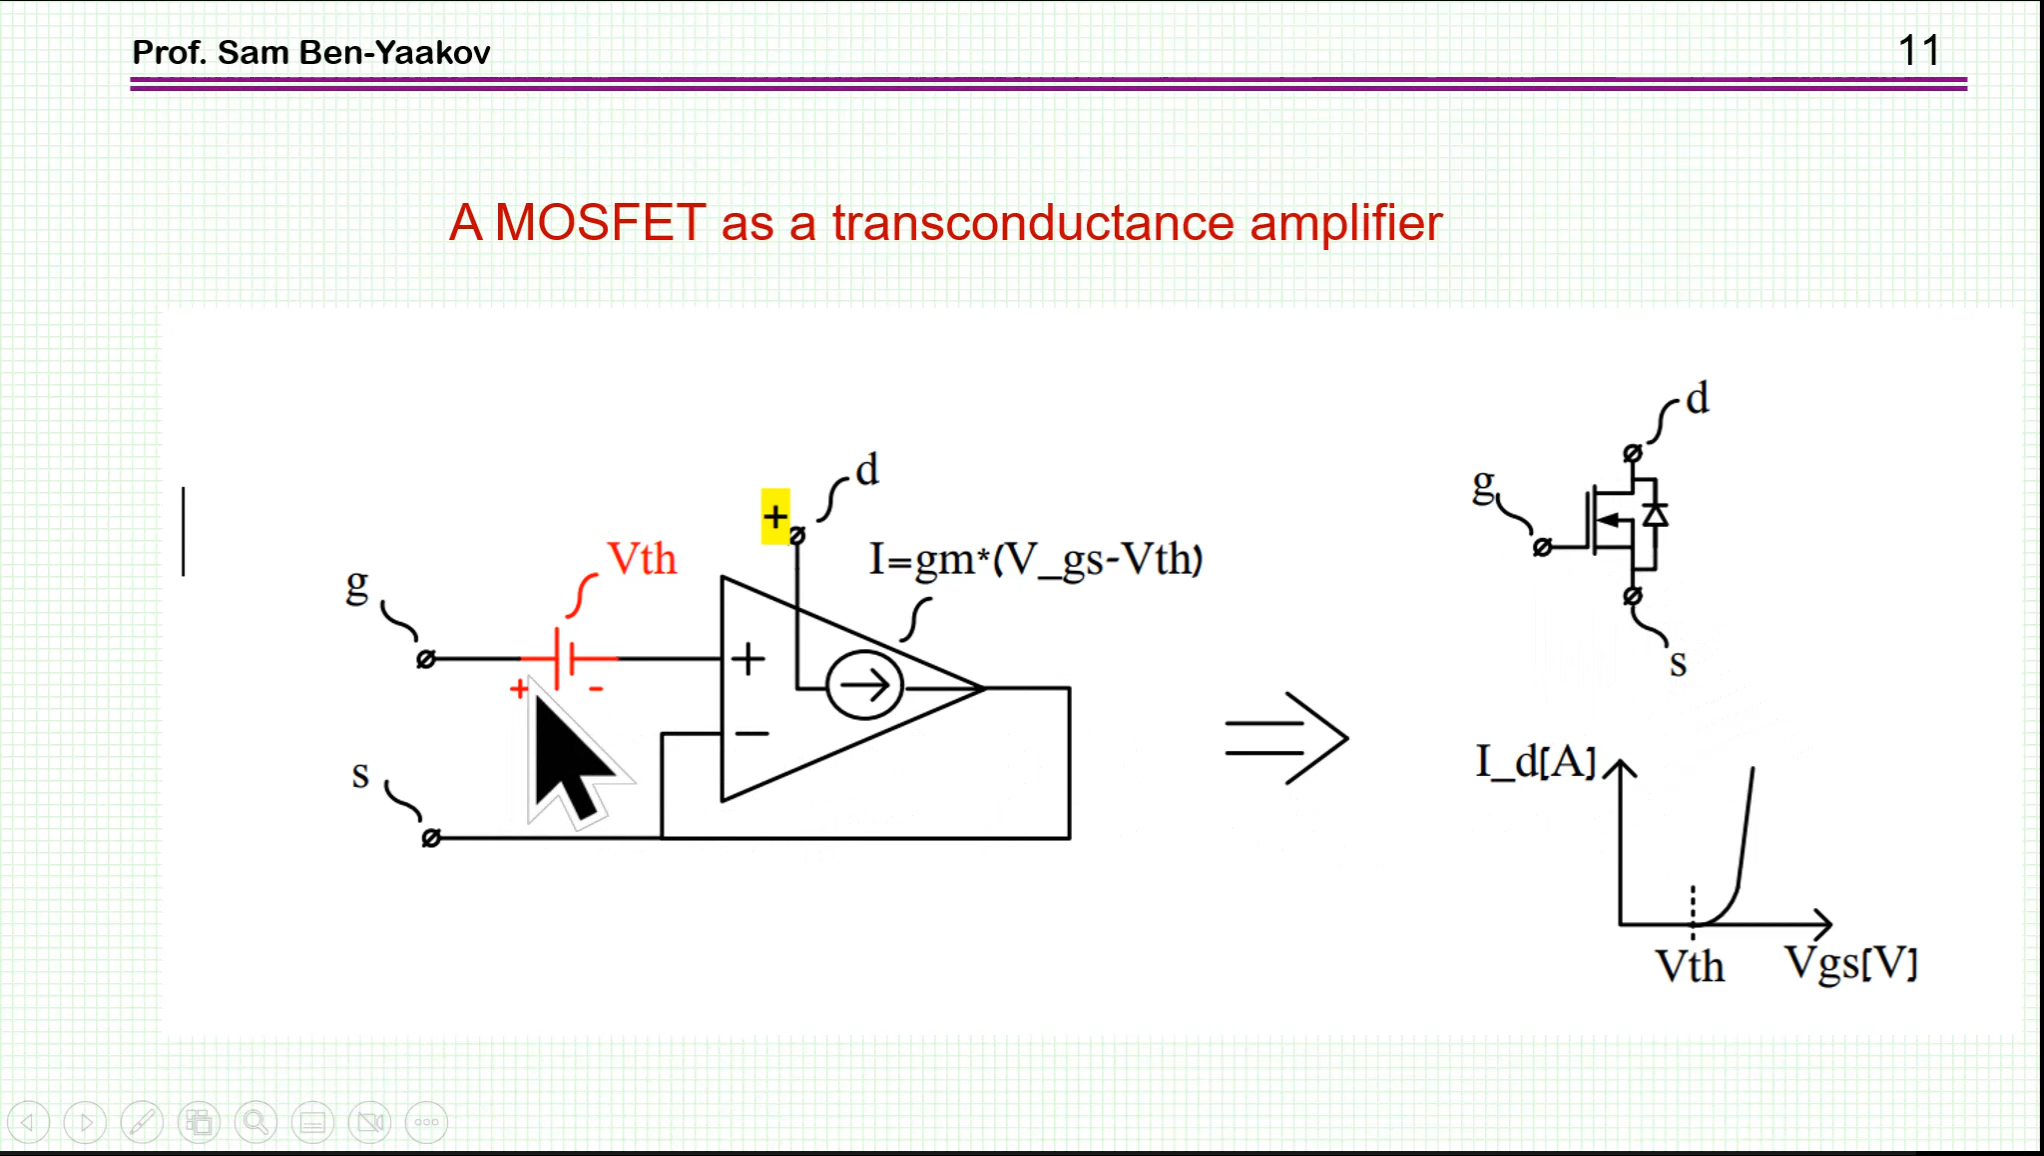 Prof. Sam Ben-Yaakov
11
A MOSFET as a transconductance amplifier
d
+
I=gm*(V_gs-Vth)
Vth
g
+ -
+
−
s
d
g
s
I_d[A]
Vth
Vgs[V]